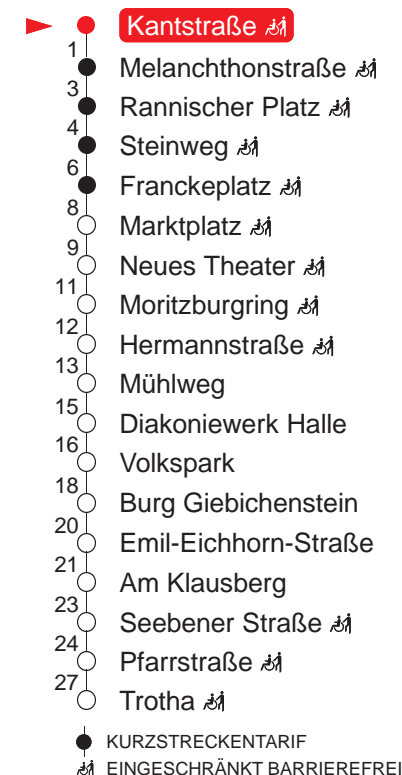 Kantstraße
1
Melanchthonstraße
3
Rannischer Platz
4
Steinweg
6
Franckeplatz
8
Marktplatz
9
Neues Theater
11
Moritzburgring
12
Hermannstraße
13
Mühlweg
15
Diakoniewerk Halle
16
Volkspark
18
Burg Giebichenstein
20
Emil-Eichhorn-Straße
21
Am Klausberg
23
Seebener Straße
24
Pfarrstraße
27
Trotha
KURZSTRECKENTARIF
EINGESCHRÄNKT BARRIEREFREI